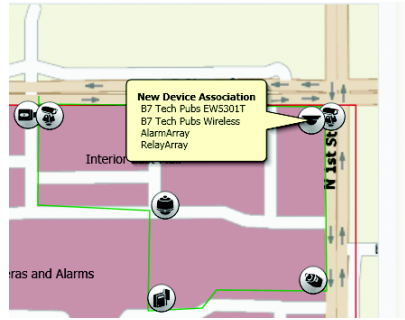 New Device Association
B7 Tech Pubs EW5301T
B7 Tech Pubs Wireless
AlarmArray
RelayArray
Interior
N 1st St
eras and Alarms